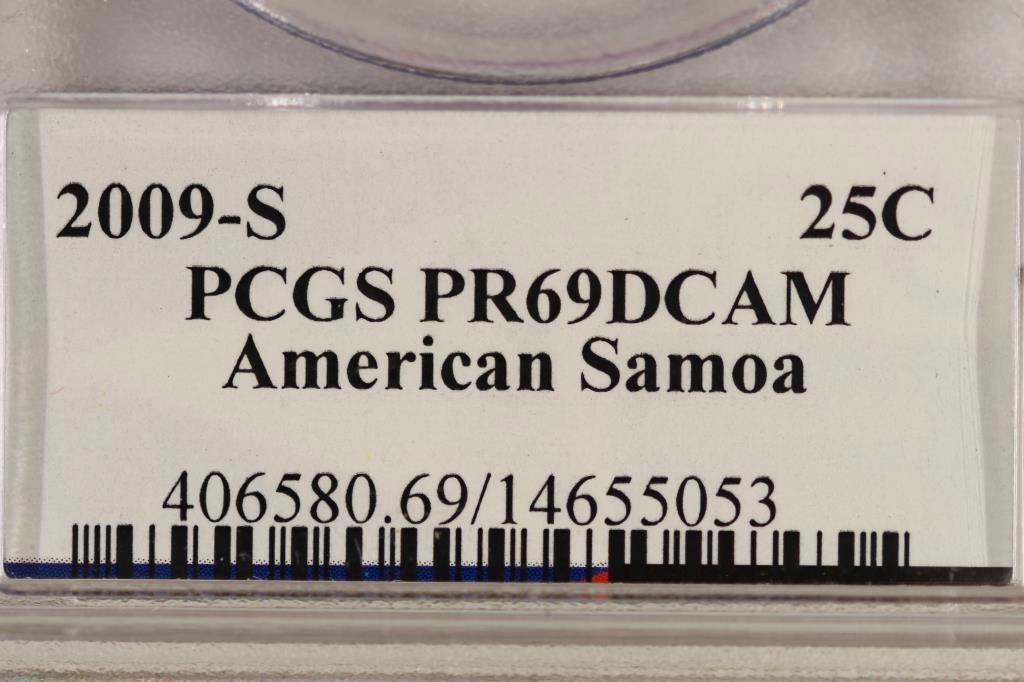 2009-S 25C
PCGS PR69DCAM
American Samoa
406580.69/14655053